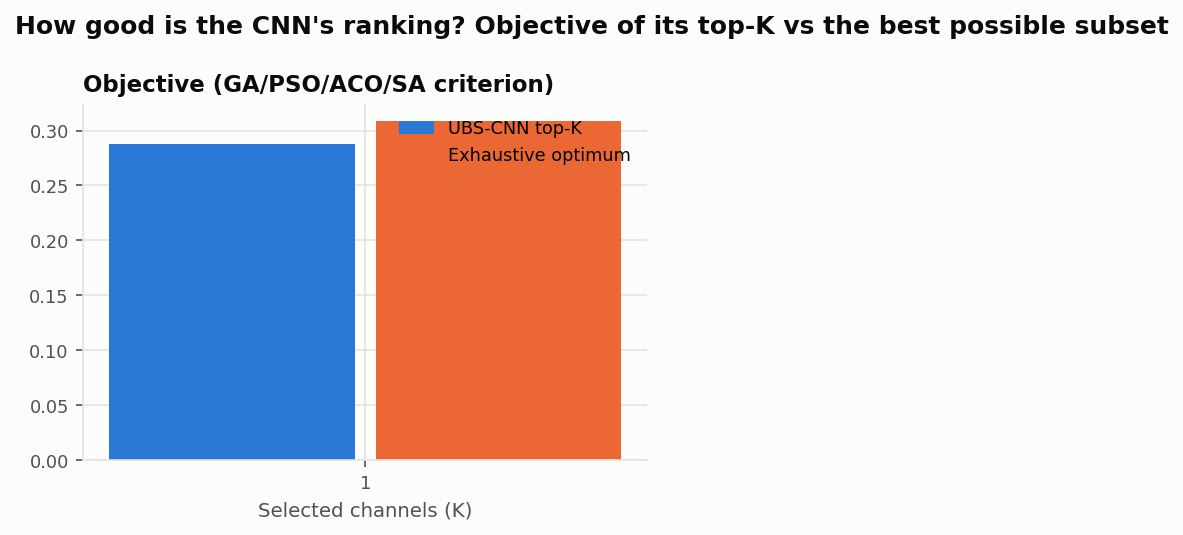 How good is the CNN's ranking? Objective of its top-K vs the best possible subset
Objective (GA/PSO/ACO/SA criterion)
UBS-CNN top-K
Exhaustive optimum
0.30
0.25
0.20
0.15
0.10
0.05
0.00
1
Selected channels (K)